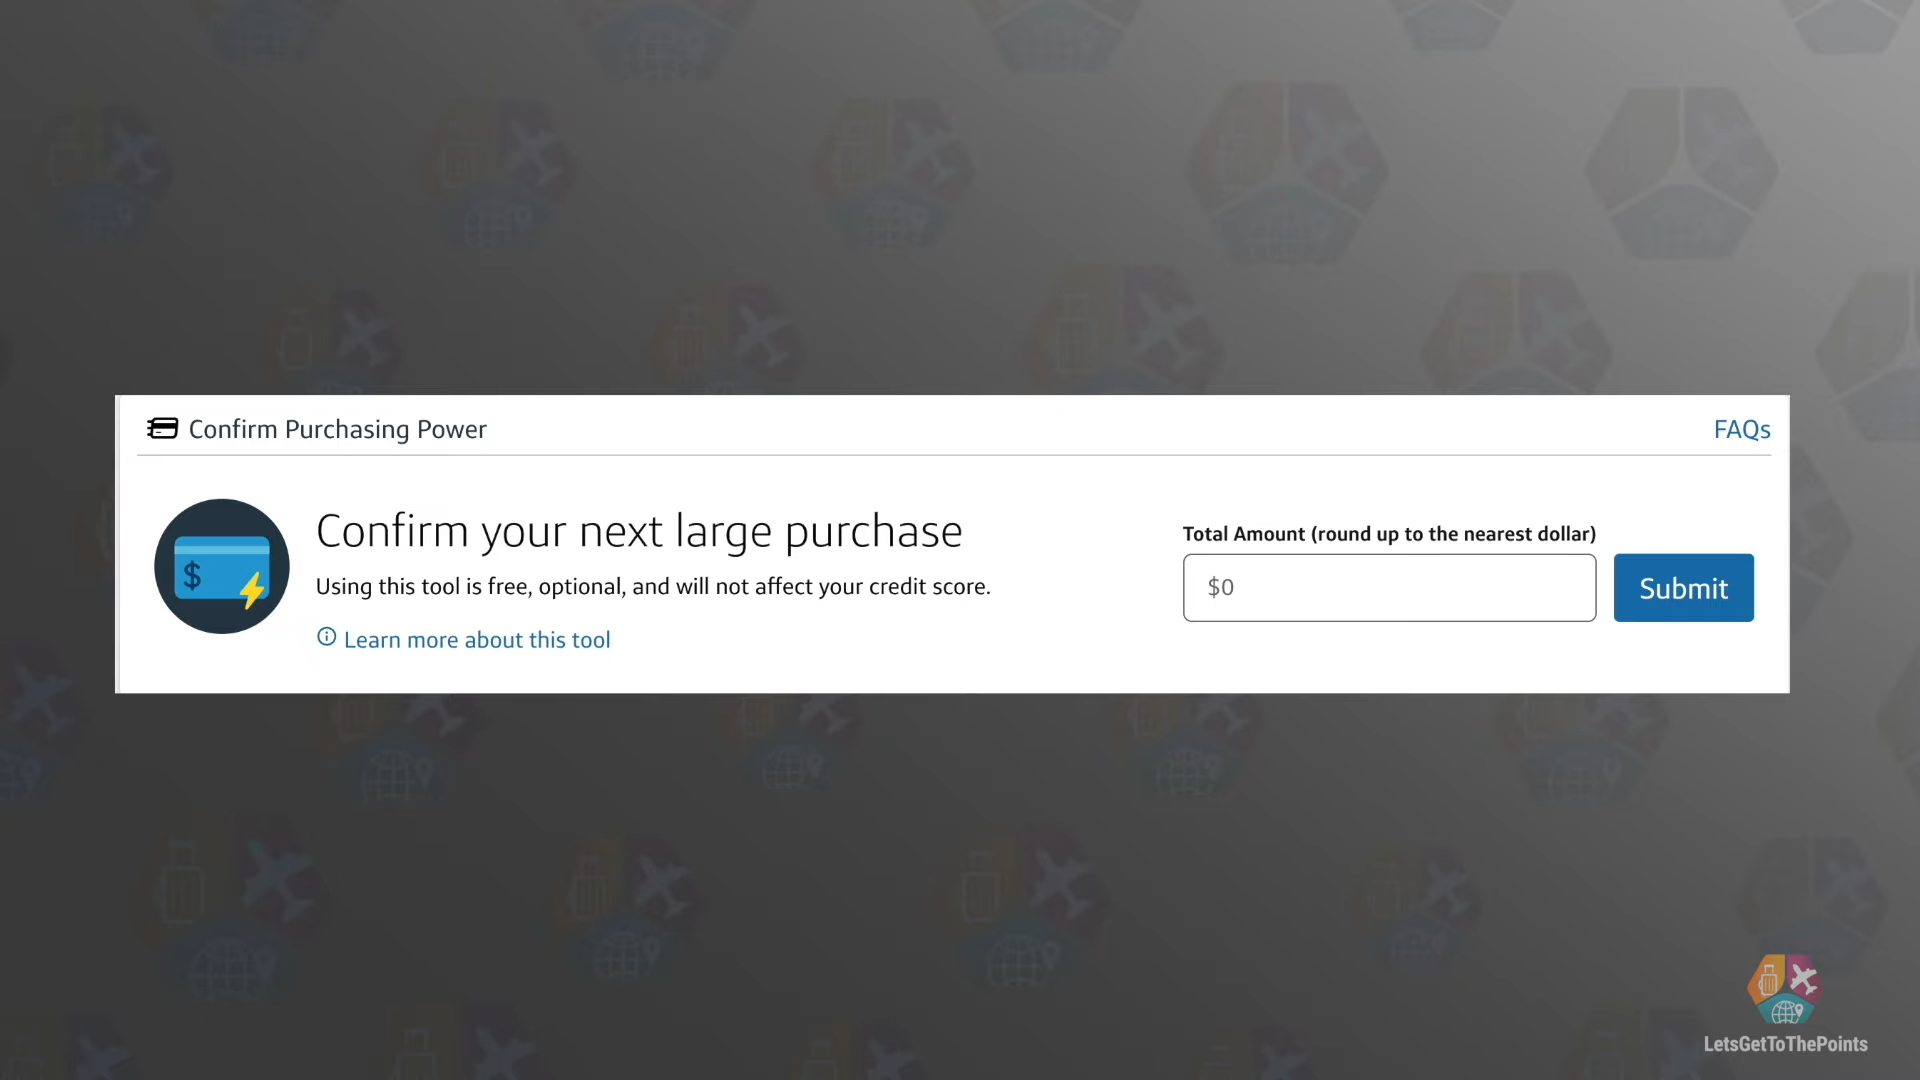 Confirm Purchasing Power
FAQs
Confirm your next large purchase
Using this tool is free, optional, and will not affect your credit score.
Learn more about this tool
Total Amount (round up to the nearest dollar)
$0
Submit
$
LetsGetToThePoints